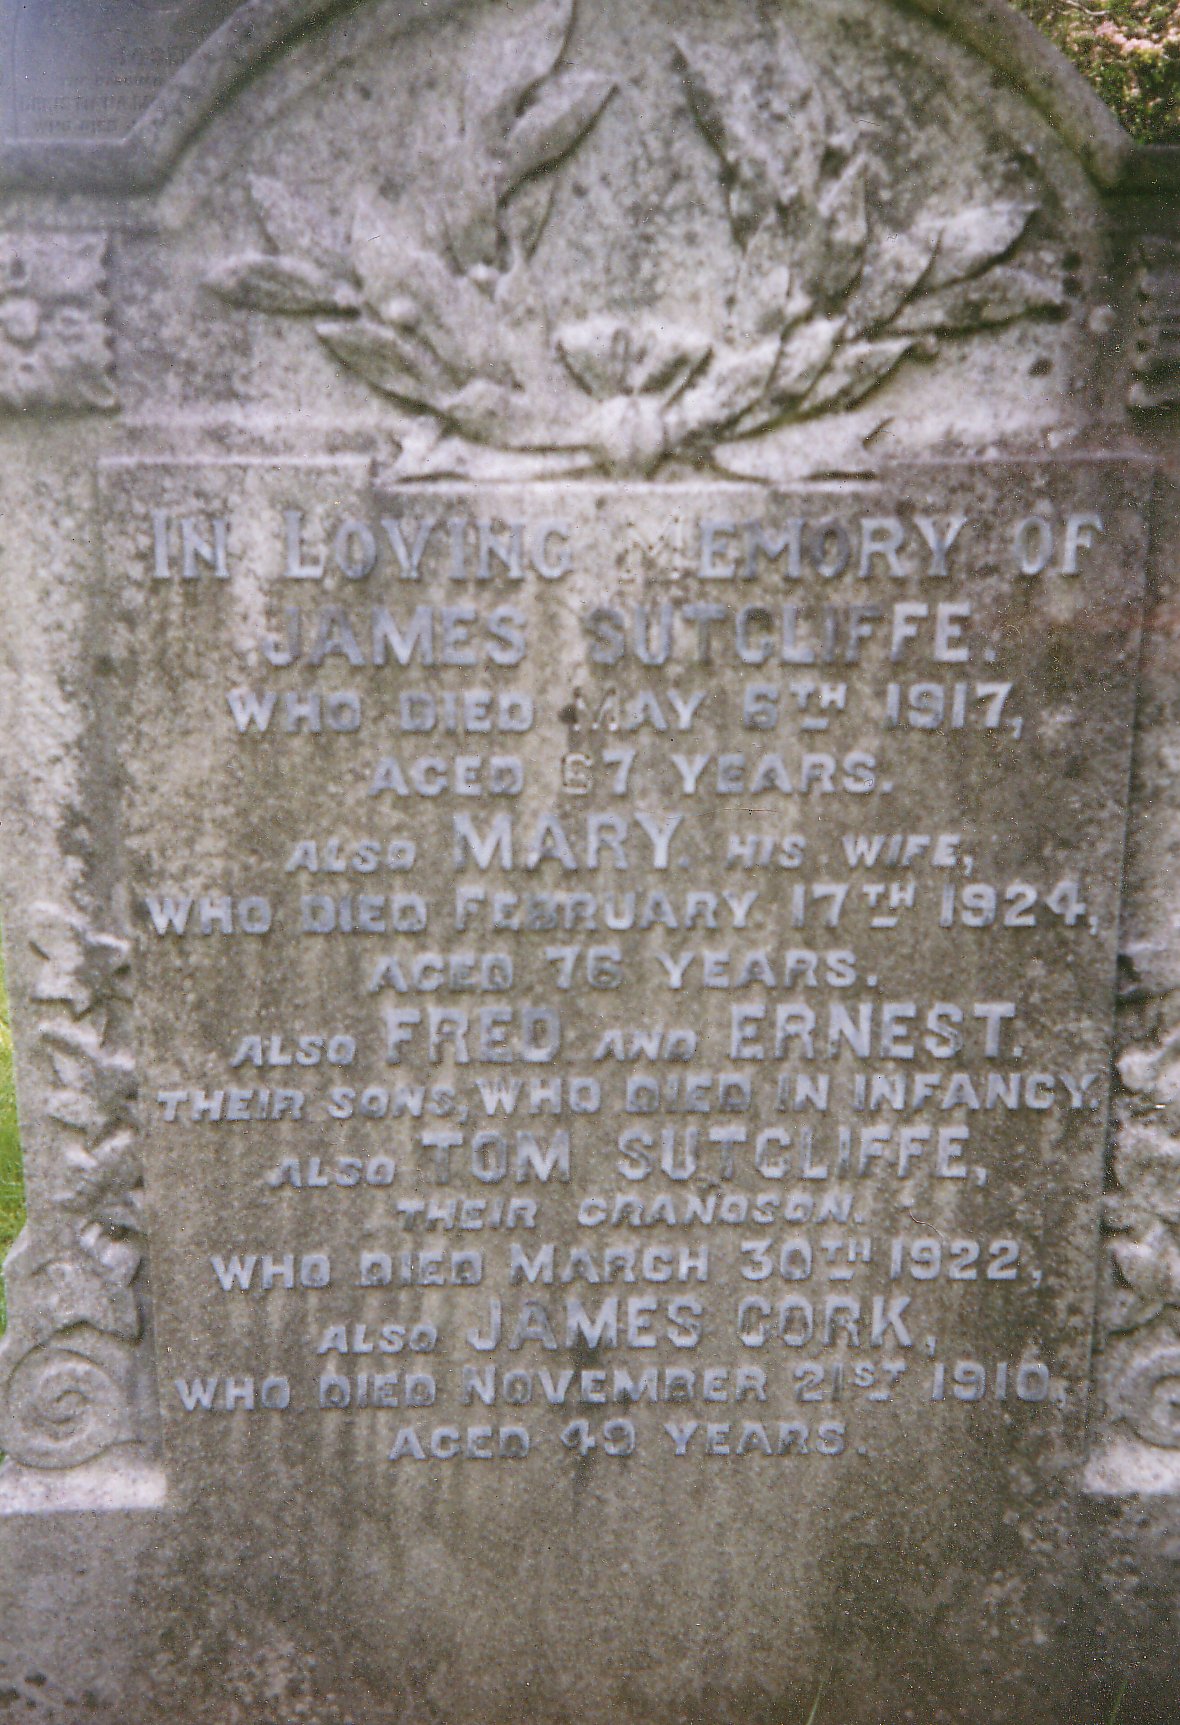 IN LOVING MEMORY OF
JAMES SUTCLIFFE.
WHO DIED MAY 6TH 1917,
AGED 67 YEARS.
ALSO MARY, HIS WIFE,
WHO DIED FEBRUARY 17TH 1924,
AGED 76 YEARS.
ALSO FRED AND ERNEST.
THEIR SONS, WHO DIED IN INFANCY.
ALSO TOM SUTCLIFFE,
THEIR GRANDSON.
WHO DIED MARCH 30TH 1922,
ALSO JAMES CORK,
WHO DIED NOVEMBER 21ST 1910,
AGED 49 YEARS.